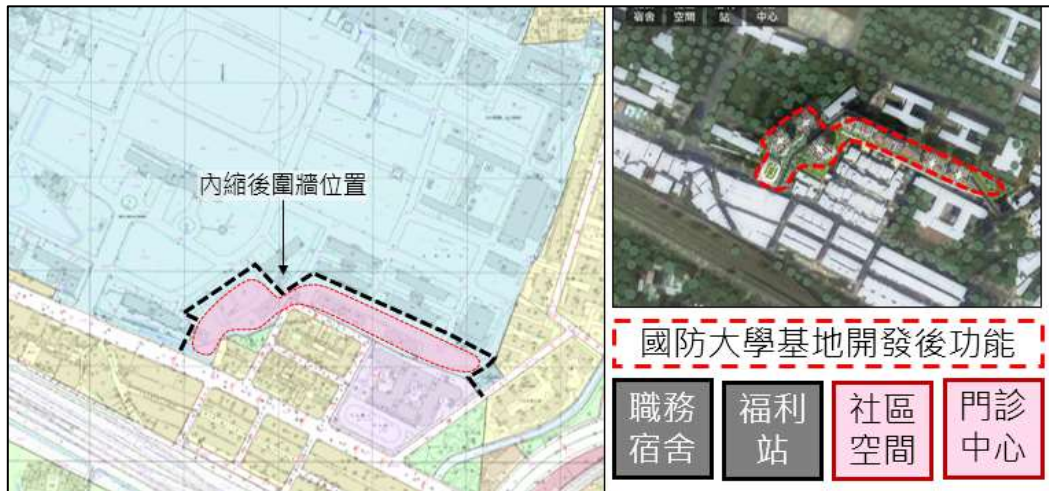 內縮後圍牆位置
宿舍 空間 站 中心
國防大學基地開發後功能
職務
宿舍
福利
站
社區
空間
門診
中心